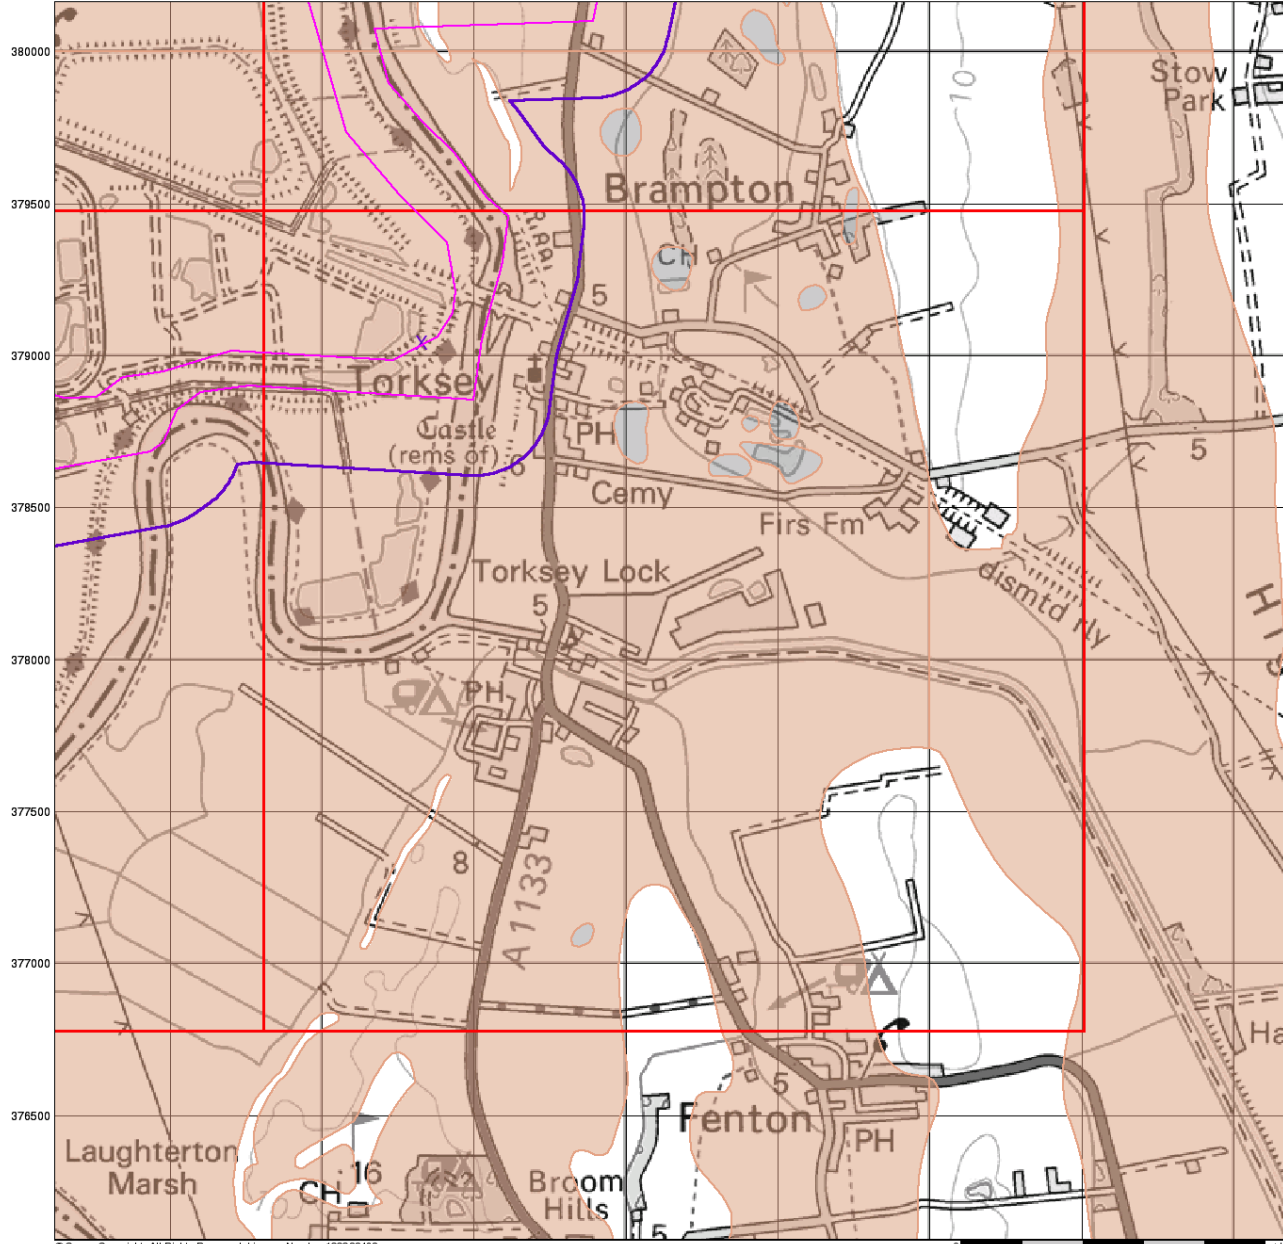 380000
10
Stow
Park
Brampton
379500
CH
5
379000
Torksey
Castle
(rems of)
6
PH
5
Cemy
378500
Firs Fm
Torksey Lock
5
dismtd rly
378000
PH
377500
8
A 1133
377000
Ha
5
376500
Fenton
PH
Laughterton
Marsh
16
CH
Broom
Hills
5